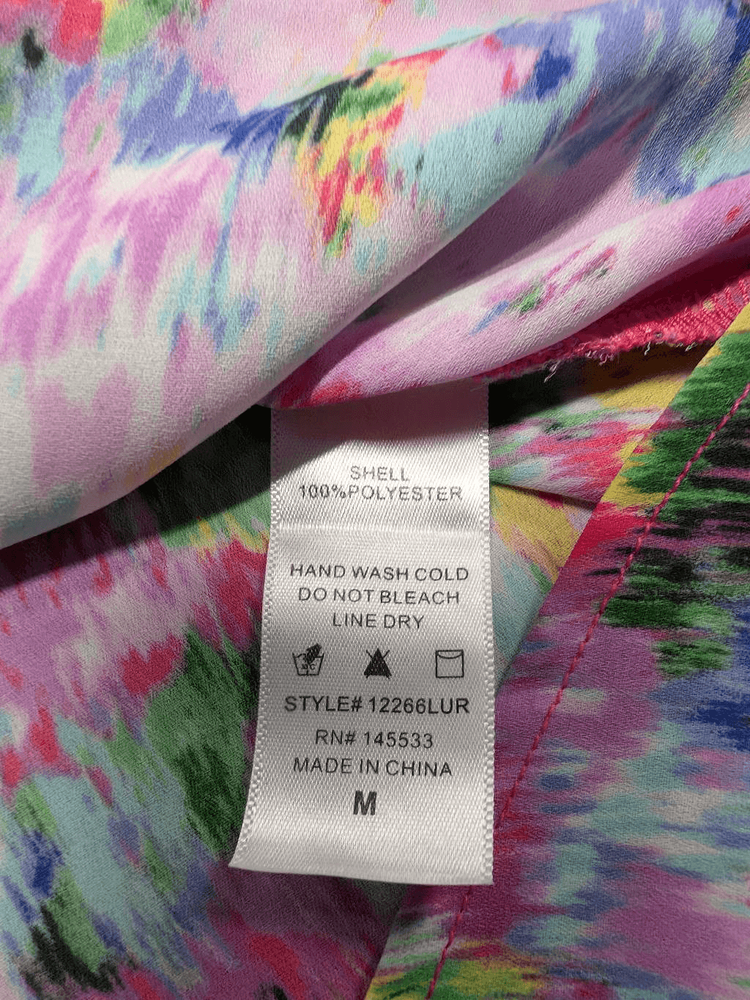 SHELL
100%POLYESTER
HAND WASH COLD
DO NOT BLEACH
LINE DRY
STYLE# 12266LUR
RN# 145533
MADE IN CHINA
M